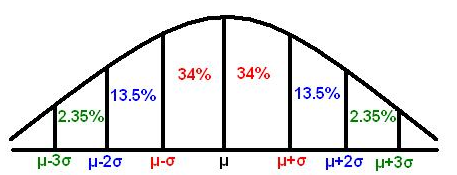 34% 34%
13.5% 13.5%
2.35% 2.35%
μ-3σ μ-2σ μ-σ μ μ+σ μ+2σ μ+3σ